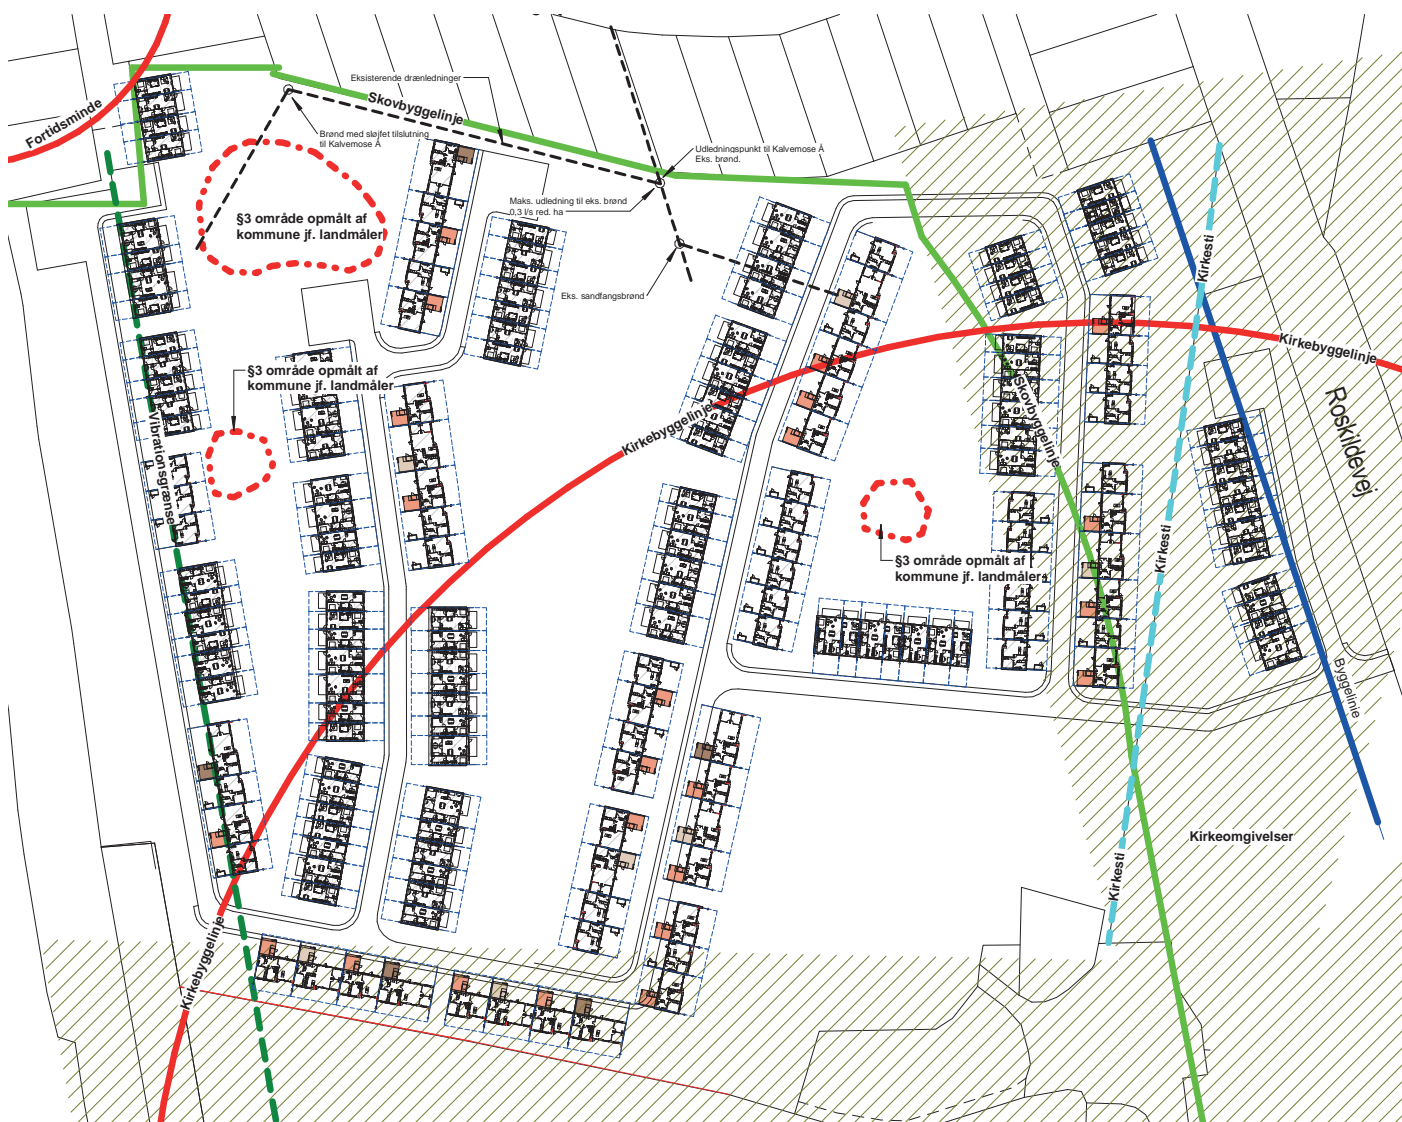 Fortidsminde
Eksisterende drænledninger
Skovbyggelinje
Brønd med sløjfet tilslutning
til Kalvemose Å
Udledningspunkt til Kalvemose Å
Eks. brønd.
Maks. udledning til eks. brønd
0,3 l/s red. ha
§3 område opmålt af
kommune jf. landmåler
Eks. sandfangsbrønd
Kirkesti
Kirkebyggelinje
§3 område opmålt af
kommune jf. landmåler
Vibrationsgrænse
Kirkebyggelinje
Skovbyggelinje
Roskildevej
Kirkesti
§3 område opmålt af
kommune jf. landmåler
Byggelinie
Kirkeomgivelser
Kirkesti
Kirkebyggelinje